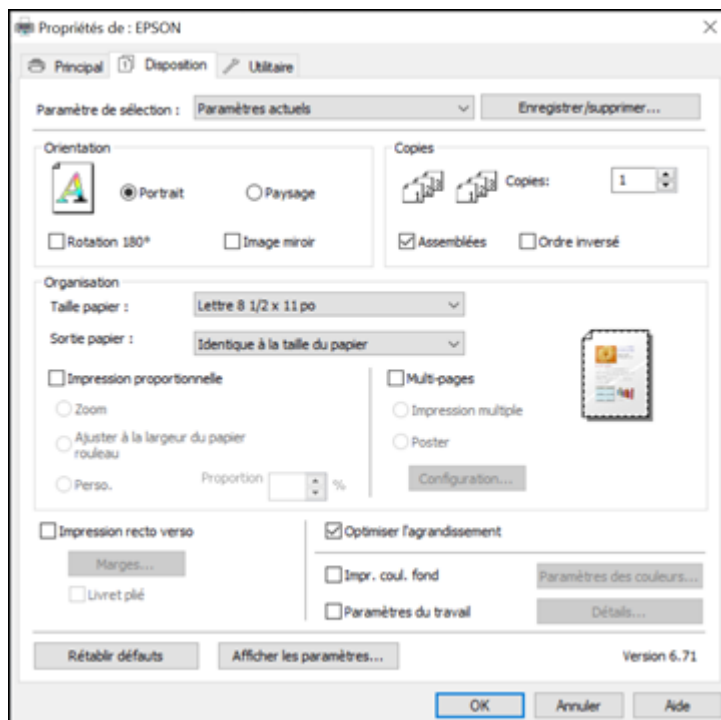 Propriétés de : EPSON
Principal
Disposition
Utilitaire
Paramètre de sélection :
Paramètres actuels
Enregistrer/supprimer...
Orientation
Portrait
Paysage
Rotation 180°
Image miroir
Copies
Copies:
1
Assemblées
Ordre inversé
Organisation
Taille papier :
Lettre 8 1/2 x 11 po
Sortie papier :
Identique à la taille du papier
Impression proportionnelle
Zoom
Ajuster à la largeur du papier
rouleau
Perso.
Proportion
%
Multi-pages
Impression multiple
Poster
Configuration...
Impression recto verso
Marges...
Livret plié
Optimiser l'agrandissement
Impr. coul. fond
Paramètres des couleurs...
Paramètres du travail
Détails...
Rétablir défauts
Afficher les paramètres...
Version 6.71
OK
Annuler
Aide